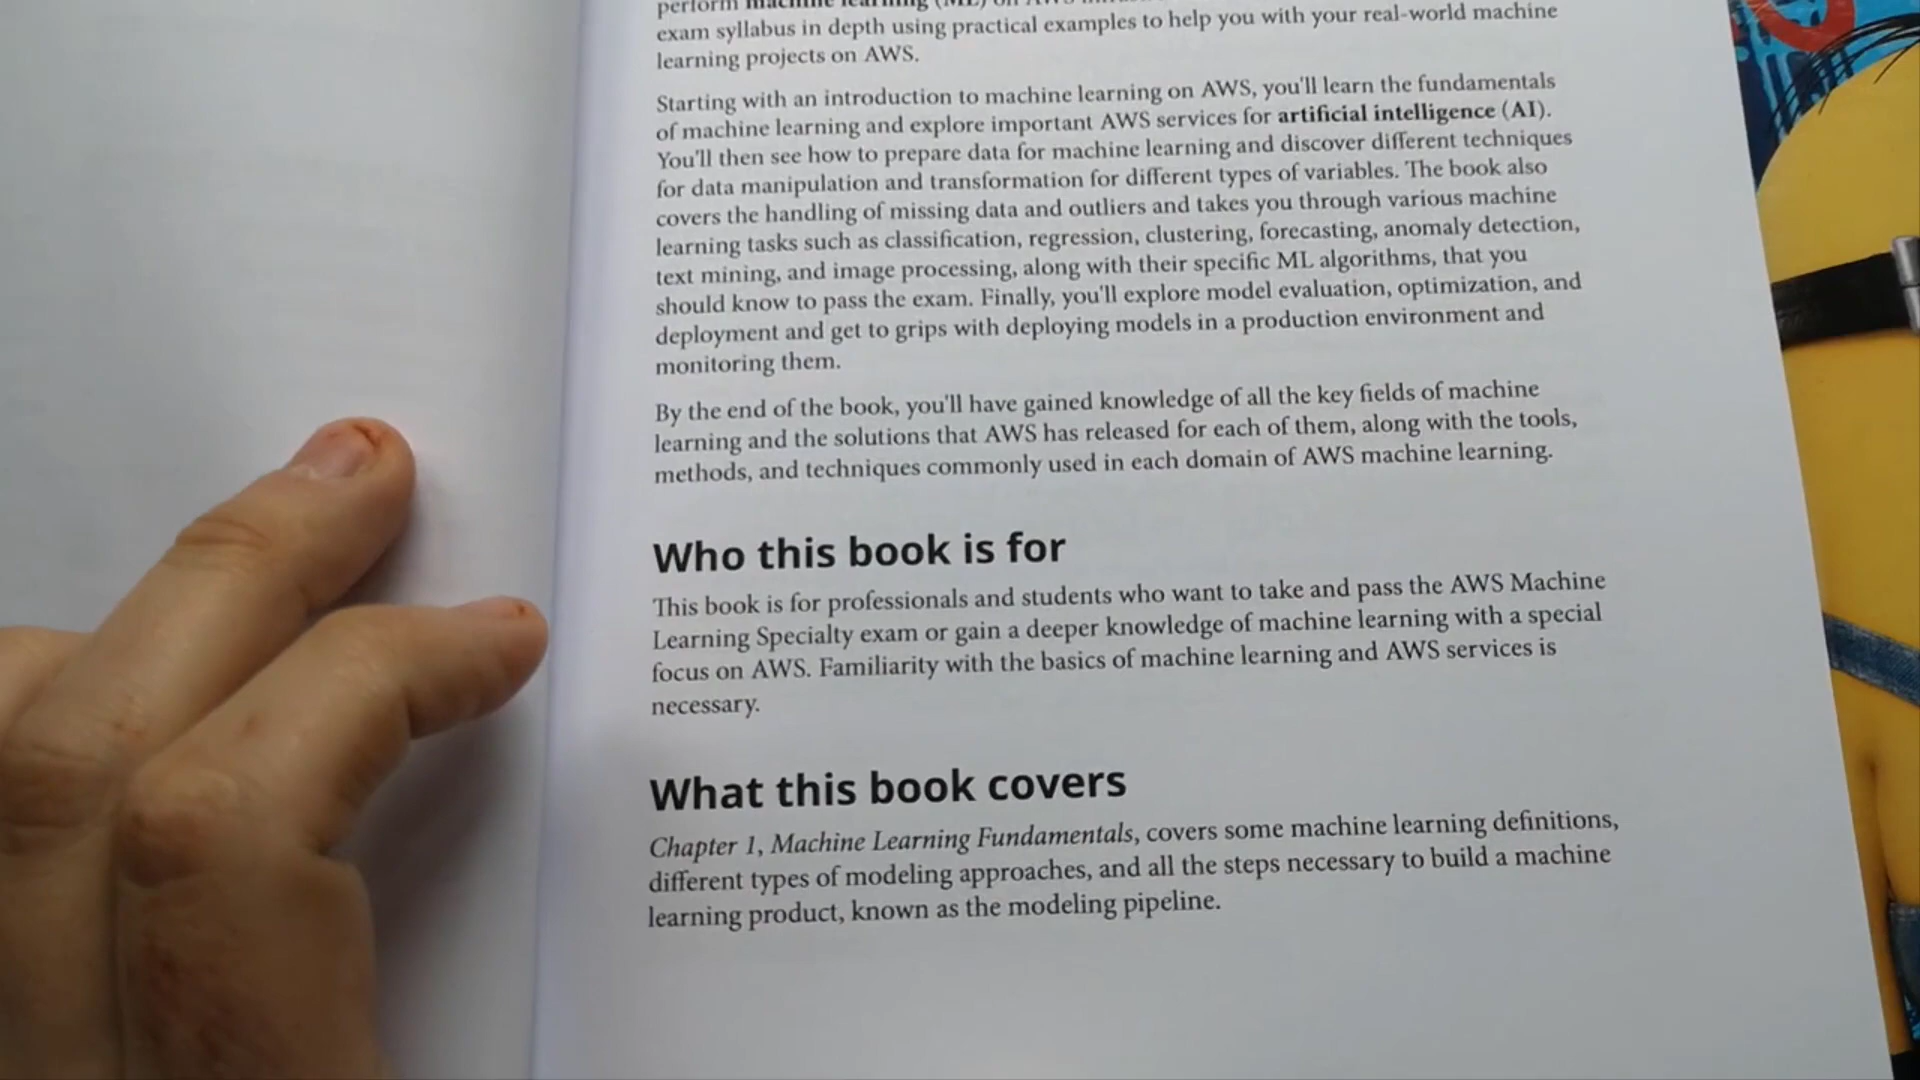 perform machine learning (ML) on AWS
exam syllabus in depth using practical examples to help you with your real-world machine
learning projects on AWS.
Starting with an introduction to machine learning on AWS, you'll learn the fundamentals
of machine learning and explore important AWS services for artificial intelligence (AI).
You'll then see how to prepare data for machine learning and discover different techniques
for data manipulation and transformation for different types of variables. The book also
covers the handling of missing data and outliers and takes you through various machine
learning tasks such as classification, regression, clustering, forecasting, anomaly detection,
text mining, and image processing, along with their specific ML algorithms, that you
should know to pass the exam. Finally, you'll explore model evaluation, optimization, and
deployment and get to grips with deploying models in a production environment and
monitoring them.
By the end of the book, you'll have gained knowledge of all the key fields of machine
learning and the solutions that AWS has released for each of them, along with the tools,
methods, and techniques commonly used in each domain of AWS machine learning.
Who this book is for
This book is for professionals and students who want to take and pass the AWS Machine
Learning Specialty exam or gain a deeper knowledge of machine learning with a special
focus on AWS. Familiarity with the basics of machine learning and AWS services is
necessary.
What this book covers
Chapter 1, Machine Learning Fundamentals, covers some machine learning definitions,
different types of modeling approaches, and all the steps necessary to build a machine
learning product, known as the modeling pipeline.